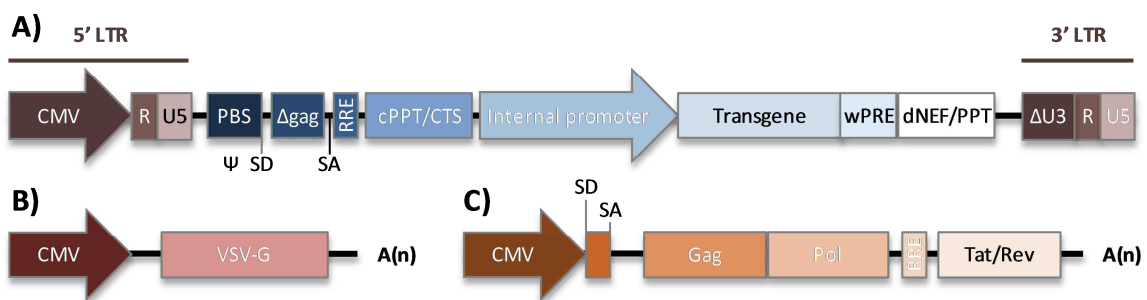 A)
5’ LTR
3’ LTR
CMV
R
U5
PBS
Δgag
RRE
cPPT/CTS
Internal promoter
Transgene
wPRE
dNEF/PPT
ΔU3
R
U5
Ψ
SD
SA
B)
CMV
VSV-G
A(n)
C)
SD
SA
CMV
Gag
Pol
RRE
Tat/Rev
A(n)